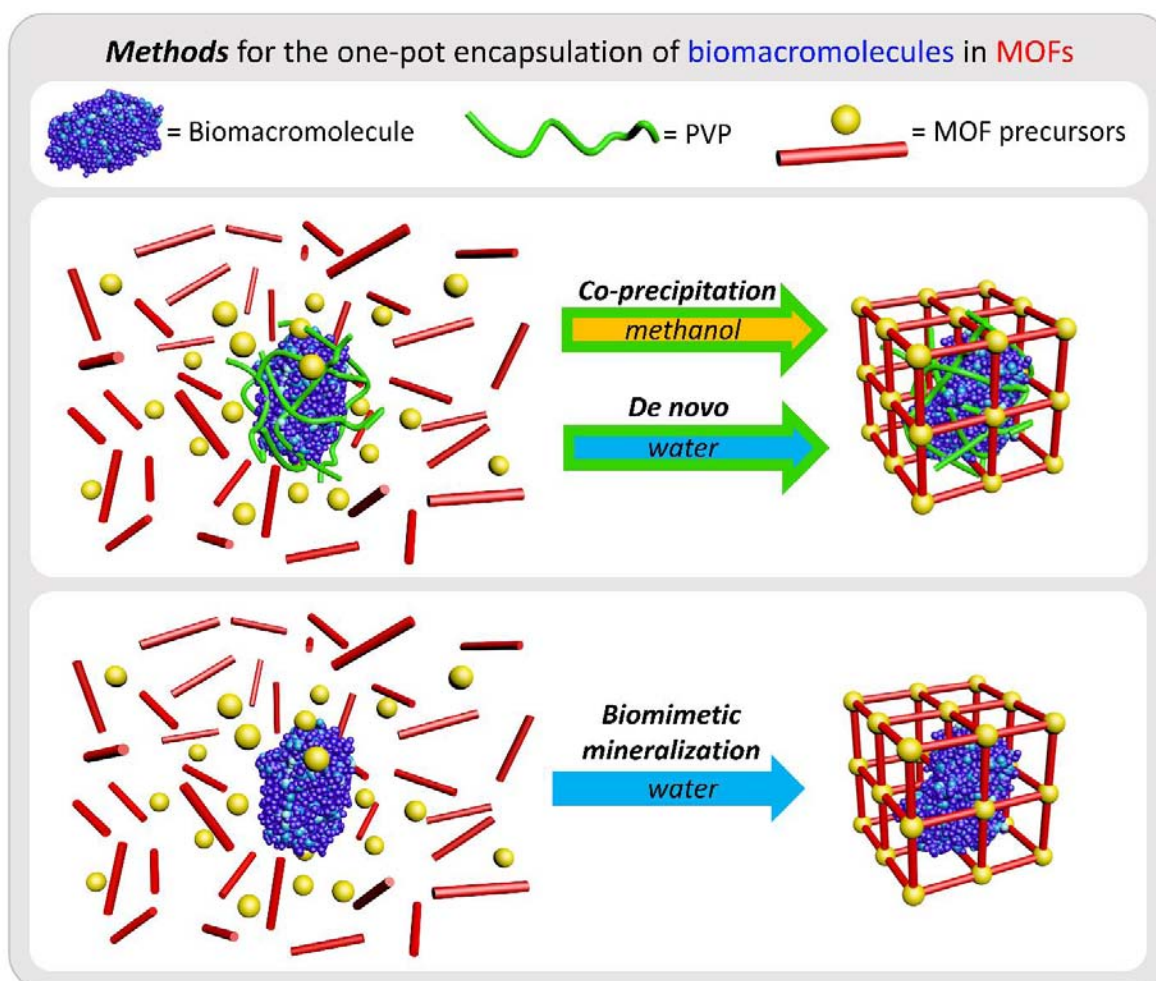 Methods for the one-pot encapsulation of biomacromolecules in MOFs
= Biomacromolecule
= PVP
= MOF precursors
Co-precipitation
methanol
De novo
water
Biomimetic
mineralization
water